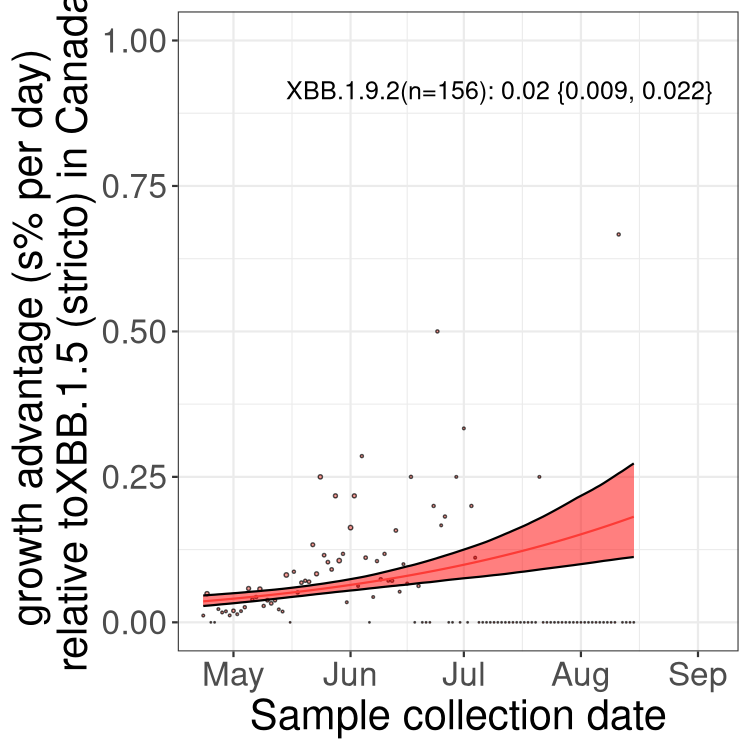 growth advantage (s% per day)
relative toXBB.1.5 (stricto) in Canada
1.00
0.75
0.50
0.25
0.00
XBB.1.9.2(n=156): 0.02 {0.009, 0.022}
May Jun Jul Aug Sep
Sample collection date